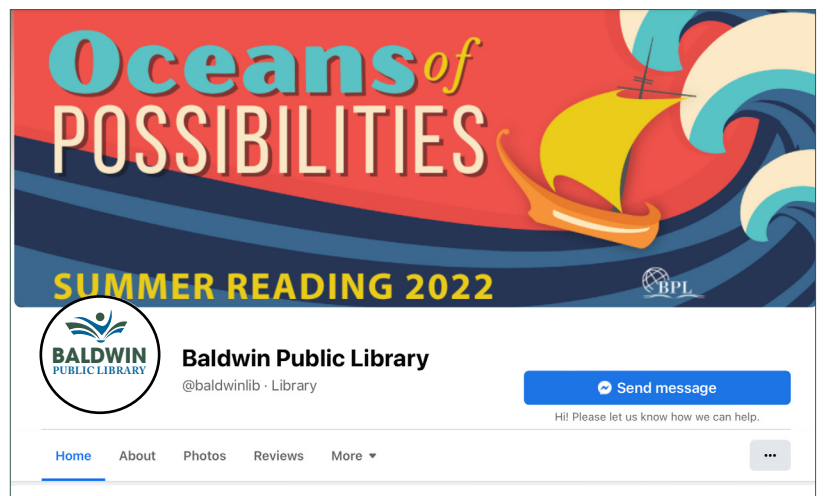 Oceans of
POSSIBILITIES
SUMMER READING 2022
BPL
BALDWIN
PUBLIC LIBRARY
Baldwin Public Library
@baldwinlib · Library
Send message
Hi! Please let us know how we can help.
Home About Photos Reviews More